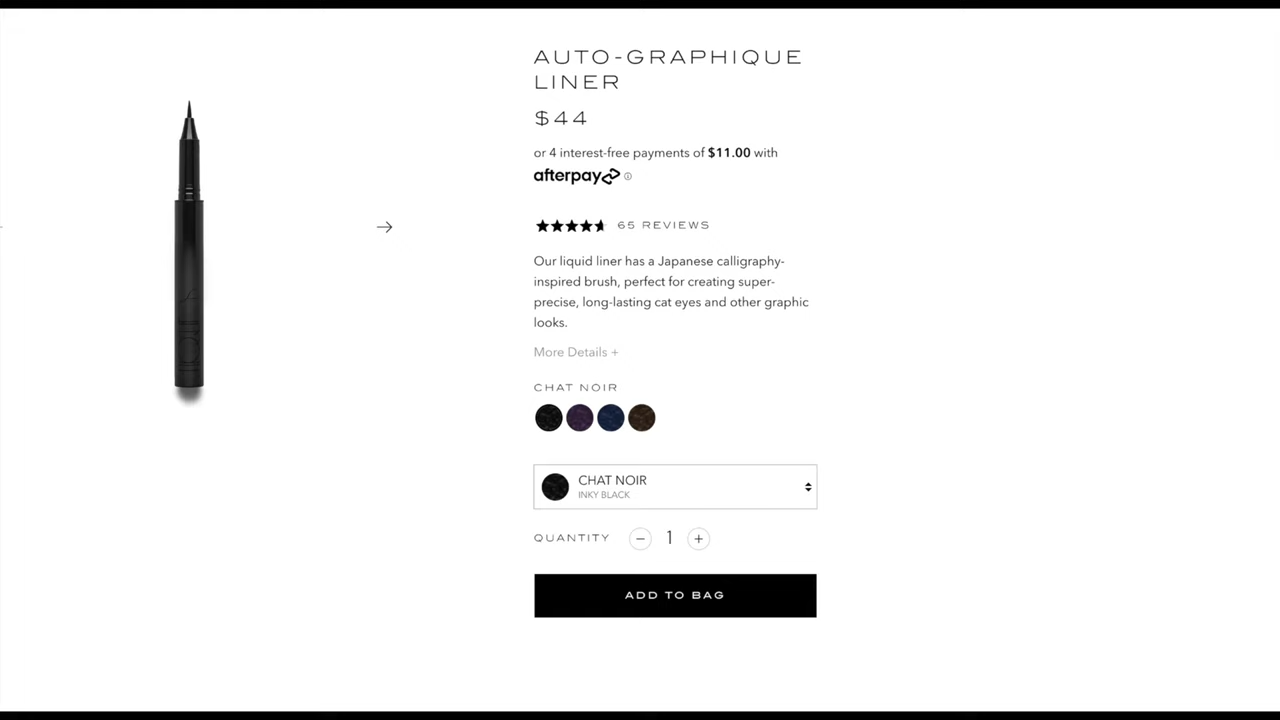 AUTO-GRAPHIQUE
LINER
$44
or 4 interest-free payments of $11.00 with
afterpay
65 REVIEWS
Our liquid liner has a Japanese calligraphy-
inspired brush, perfect for creating super-
precise, long-lasting cat eyes and other graphic
looks.
More Details +
CHAT NOIR
CHAT NOIR
INKY BLACK
QUANTITY − 1 +
ADD TO BAG